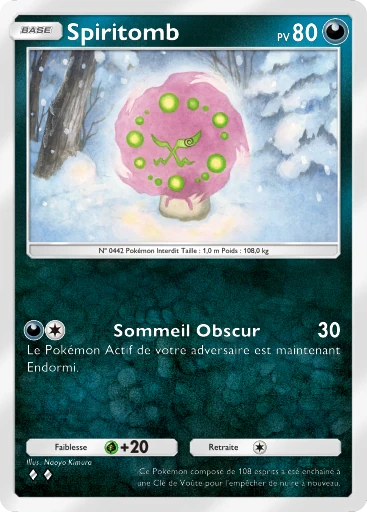 BASE Spiritomb PV 80
N° 0442 Pokémon Interdit Taille : 1,0 m Poids : 108,0 kg
Sommeil Obscur 30
Le Pokémon Actif de votre adversaire est maintenant
Endormi.
Faiblesse +20 Retraite
Illus. Naoyo Kimura
Ce Pokémon composé de 108 esprits a été enchaîné à
une Clé de Voûte pour l'empêcher de nuire à nouveau.